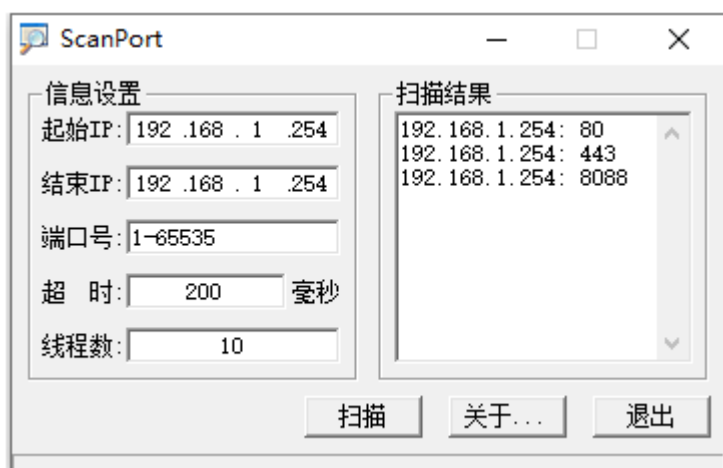 ScanPort
信息设置
起始IP: 192 .168 . 1 .254
结束IP: 192 .168 . 1 .254
端口号: 1-65535
超 时: 200 毫秒
线程数: 10
扫描结果
192.168.1.254: 80
192.168.1.254: 443
192.168.1.254: 8088
扫描 关于... 退出